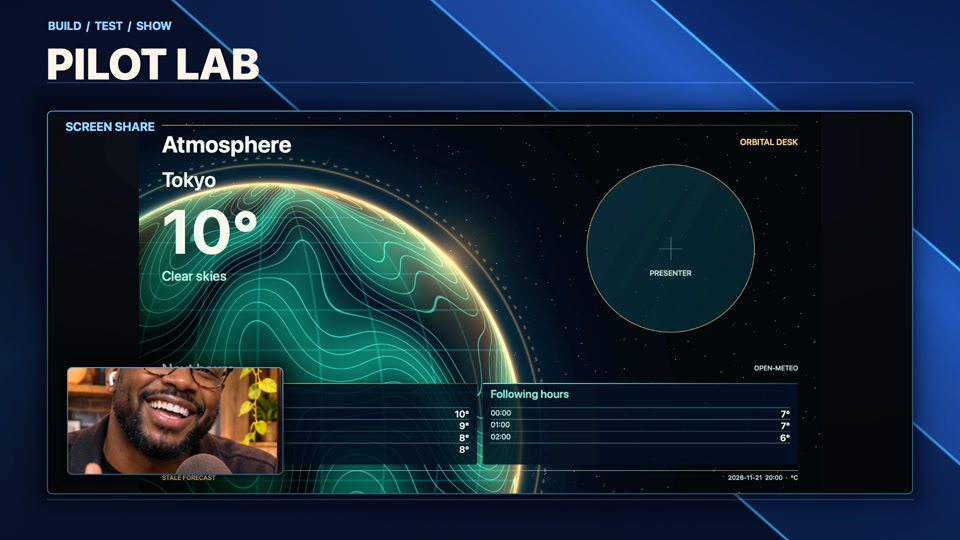 BUILD / TEST / SHOW
PILOT LAB
SCREEN SHARE
Atmosphere
ORBITAL DESK
Tokyo
10°
Clear skies
PRESENTER
OPEN-METEO
10°
9°
8°
8°
Following hours
00:00 7°
01:00 7°
02:00 6°
STALE FORECAST
2026-11-21 20:00 · °C